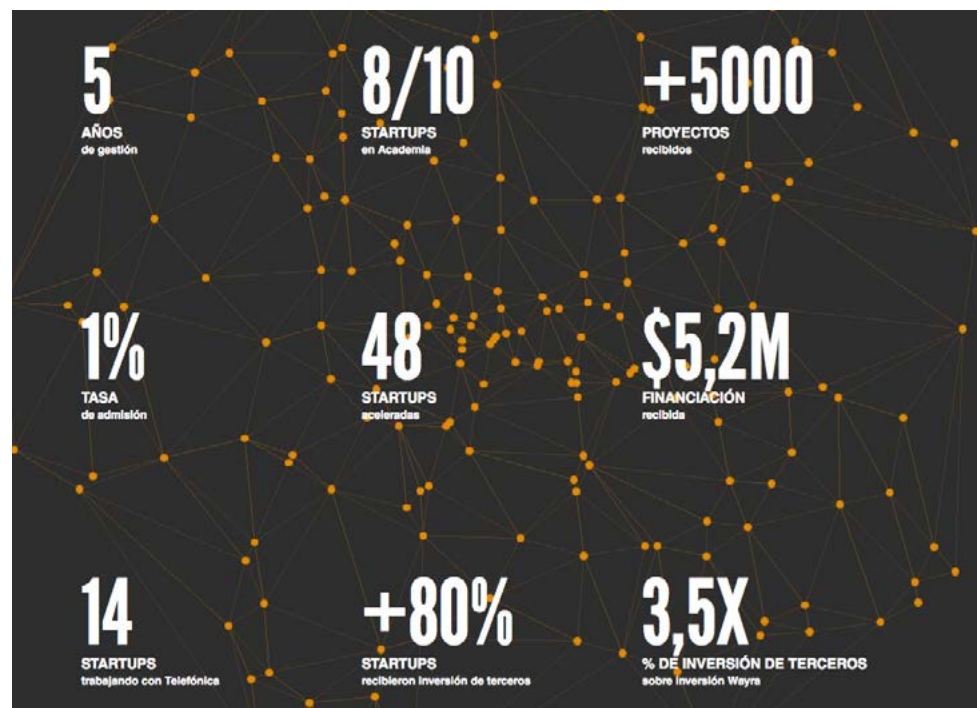 5
AÑOS
de gestión
8/10
STARTUPS
en Academia
+5000
PROYECTOS
recibidos
1%
TASA
de admisión
48
STARTUPS
aceleradas
$5,2M
FINANCIACIÓN
recibida
14
STARTUPS
trabajando con Telefónica
+80%
STARTUPS
recibieron inversión de terceros
3,5X
% DE INVERSIÓN DE TERCEROS
sobre inversión Wayra